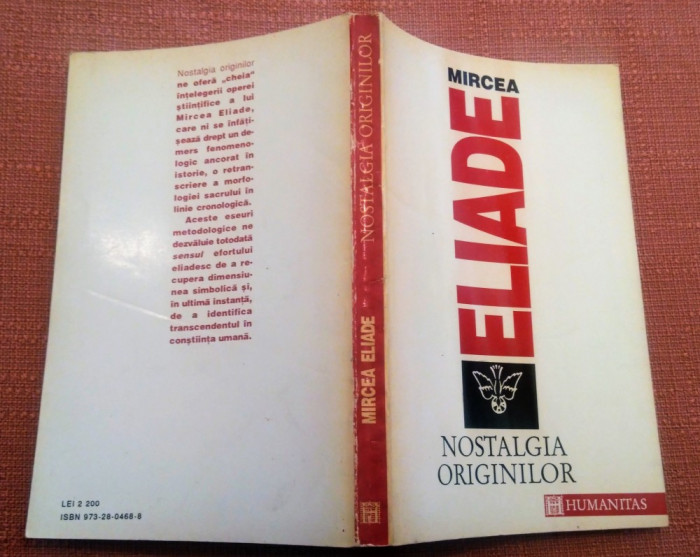 Nostalgia originilor
ne oferă „cheia“
înțelegerii operei
științifice a lui
Mircea Eliade,
care ni se înfăți-
șează drept un de-
mers fenomeno-
logic ancorat în
istorie, o retran-
scriere a morfo-
logiei sacrului în
linie cronologică.
Aceste eseuri
metodologice ne
dezvăluie totodată
sensul efortului
eliadesc de a re-
cupera dimensiu-
nea simbolică și,
în ultimă instanță,
de a identifica
transcendentul în
conștiința umană.
LEI 2 200
ISBN 973-28-0468-8
MIRCEA ELIADE NOSTALGIA ORIGINILOR
MIRCEA
ELIADE
NOSTALGIA
ORIGINILOR
HUMANITAS